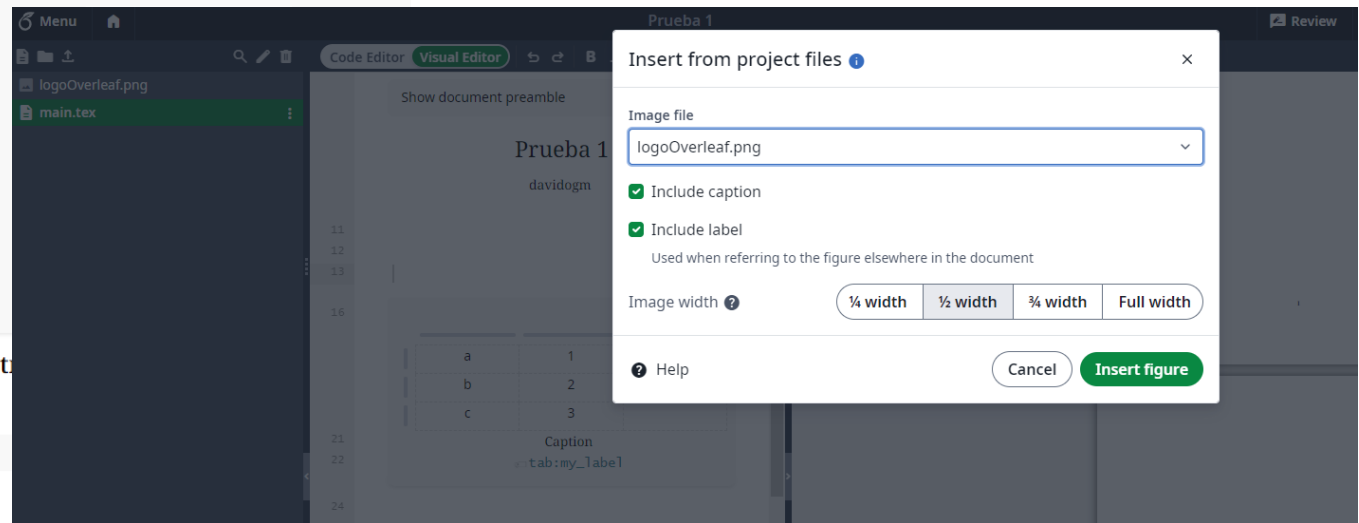 Menu
Prueba 1
Review
Code Editor Visual Editor B
logoOverleaf.png
main.tex
Show document preamble
Prueba 1
davidogm
11
12
13
16
a 1
b 2
c 3
21 Caption
22 tab:my_label
24
Insert from project files
Image file
logoOverleaf.png
Include caption
Include label
Used when referring to the figure elsewhere in the document
Image width ¼ width ½ width ¾ width Full width
Help Cancel Insert figure